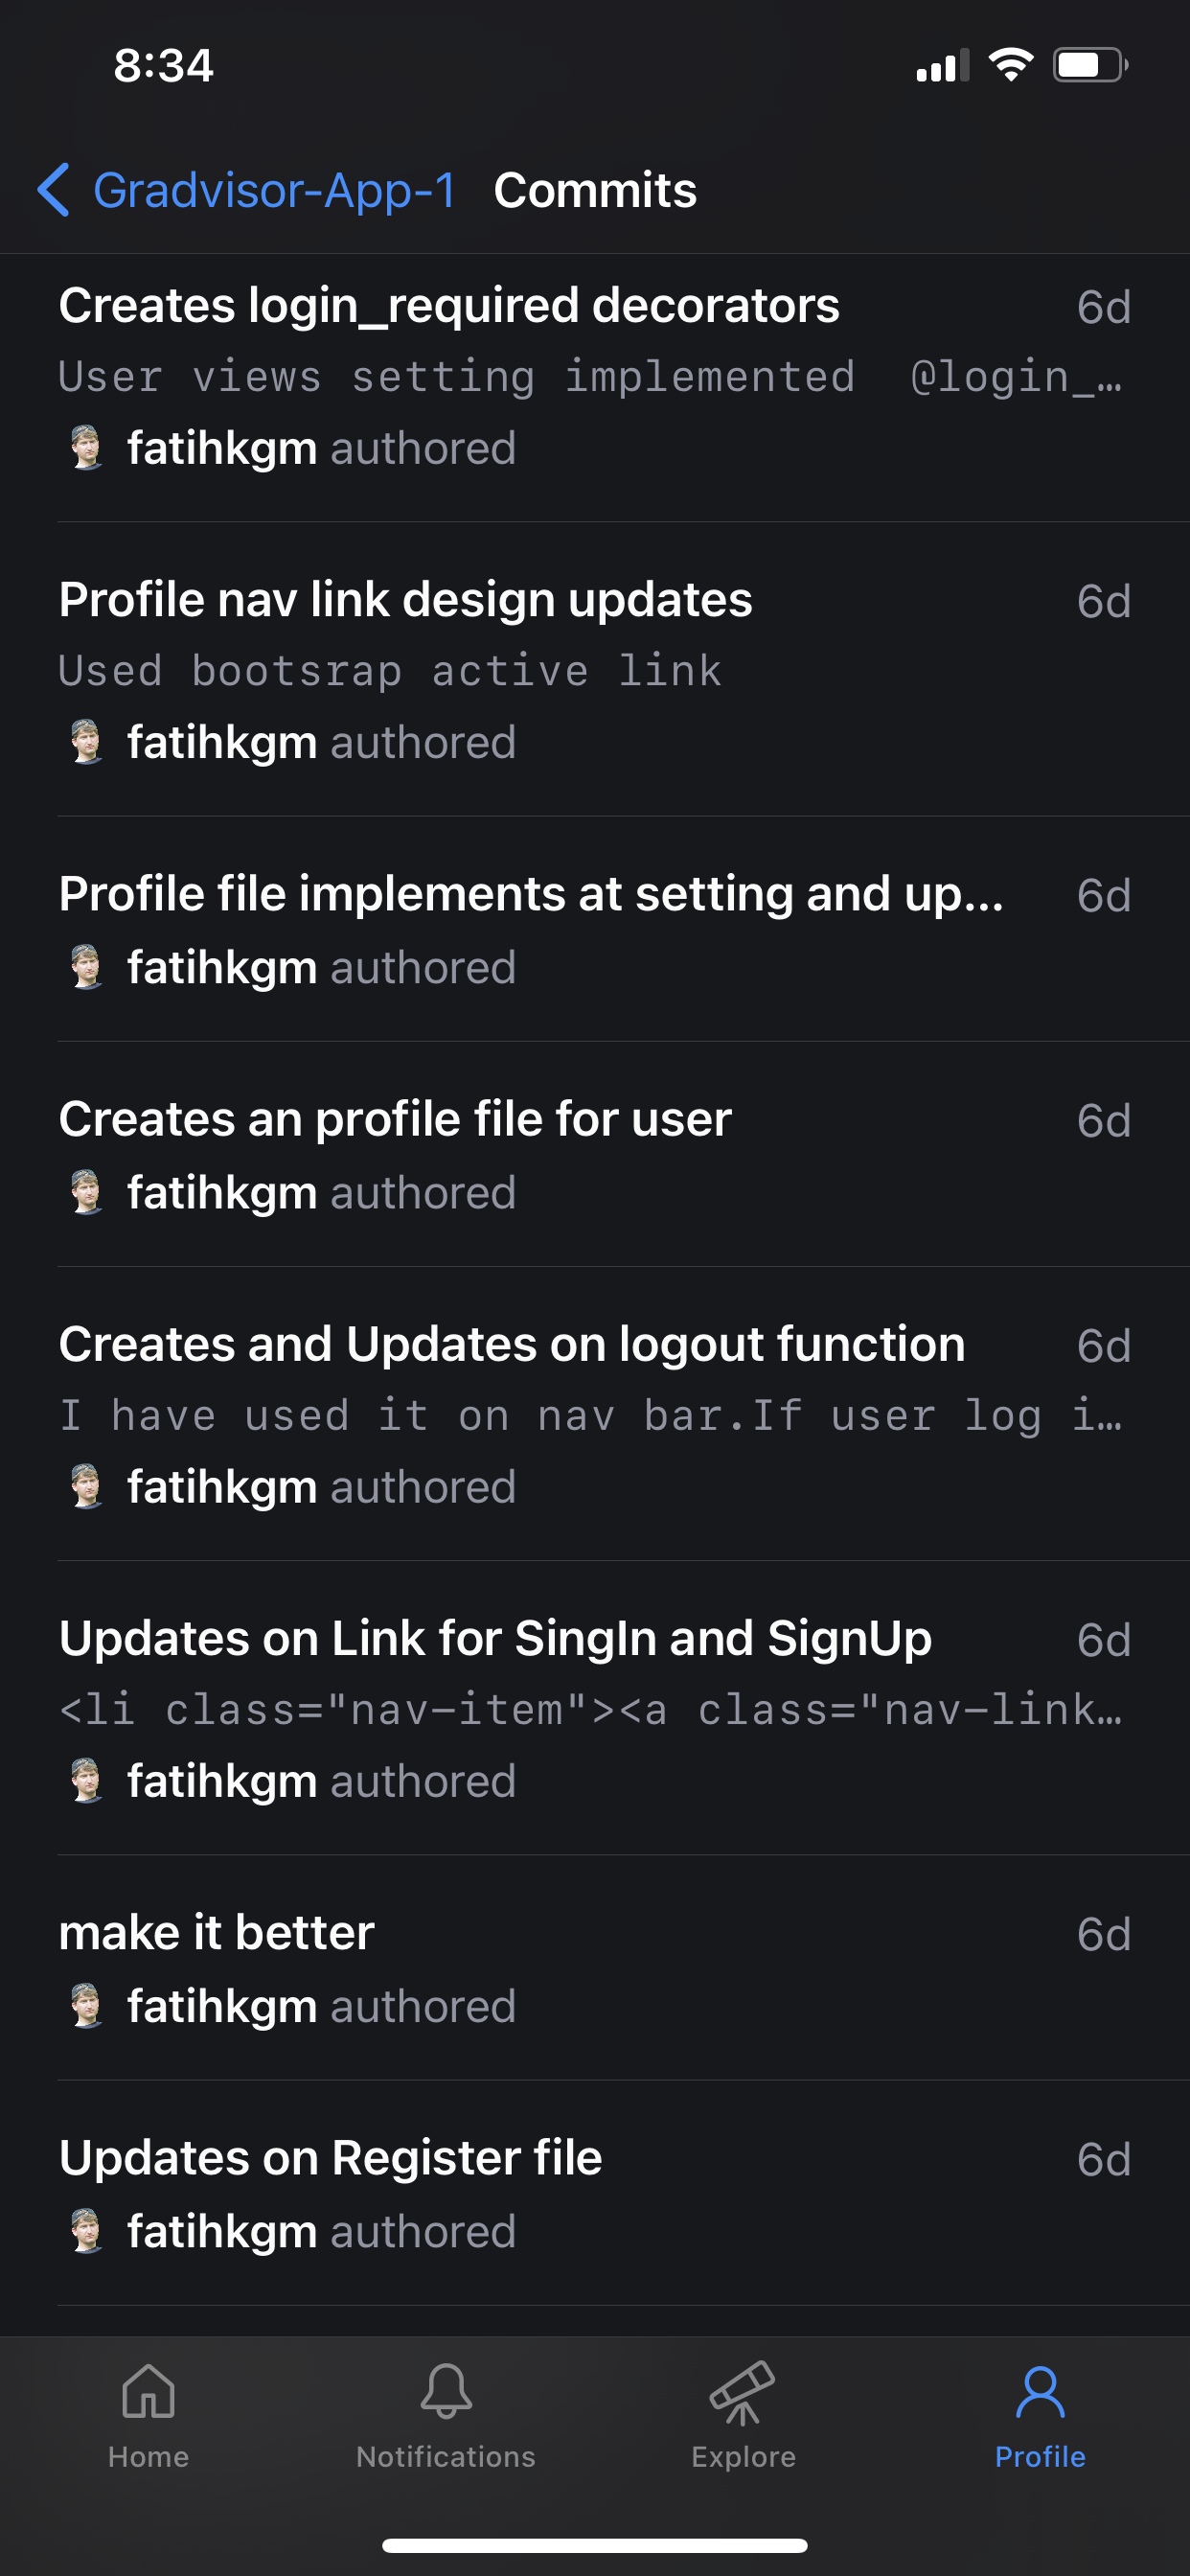 8:34
Gradvisor-App-1 Commits
Creates login_required decorators 6d
User views setting implemented @login_…
fatihkgm authored
Profile nav link design updates 6d
Used bootsrap active link
fatihkgm authored
Profile file implements at setting and up... 6d
fatihkgm authored
Creates an profile file for user 6d
fatihkgm authored
Creates and Updates on logout function 6d
I have used it on nav bar.If user log i…
fatihkgm authored
Updates on Link for SingIn and SignUp 6d
<li class="nav-item"><a class="nav-link…
fatihkgm authored
make it better 6d
fatihkgm authored
Updates on Register file 6d
fatihkgm authored
Home Notifications Explore Profile